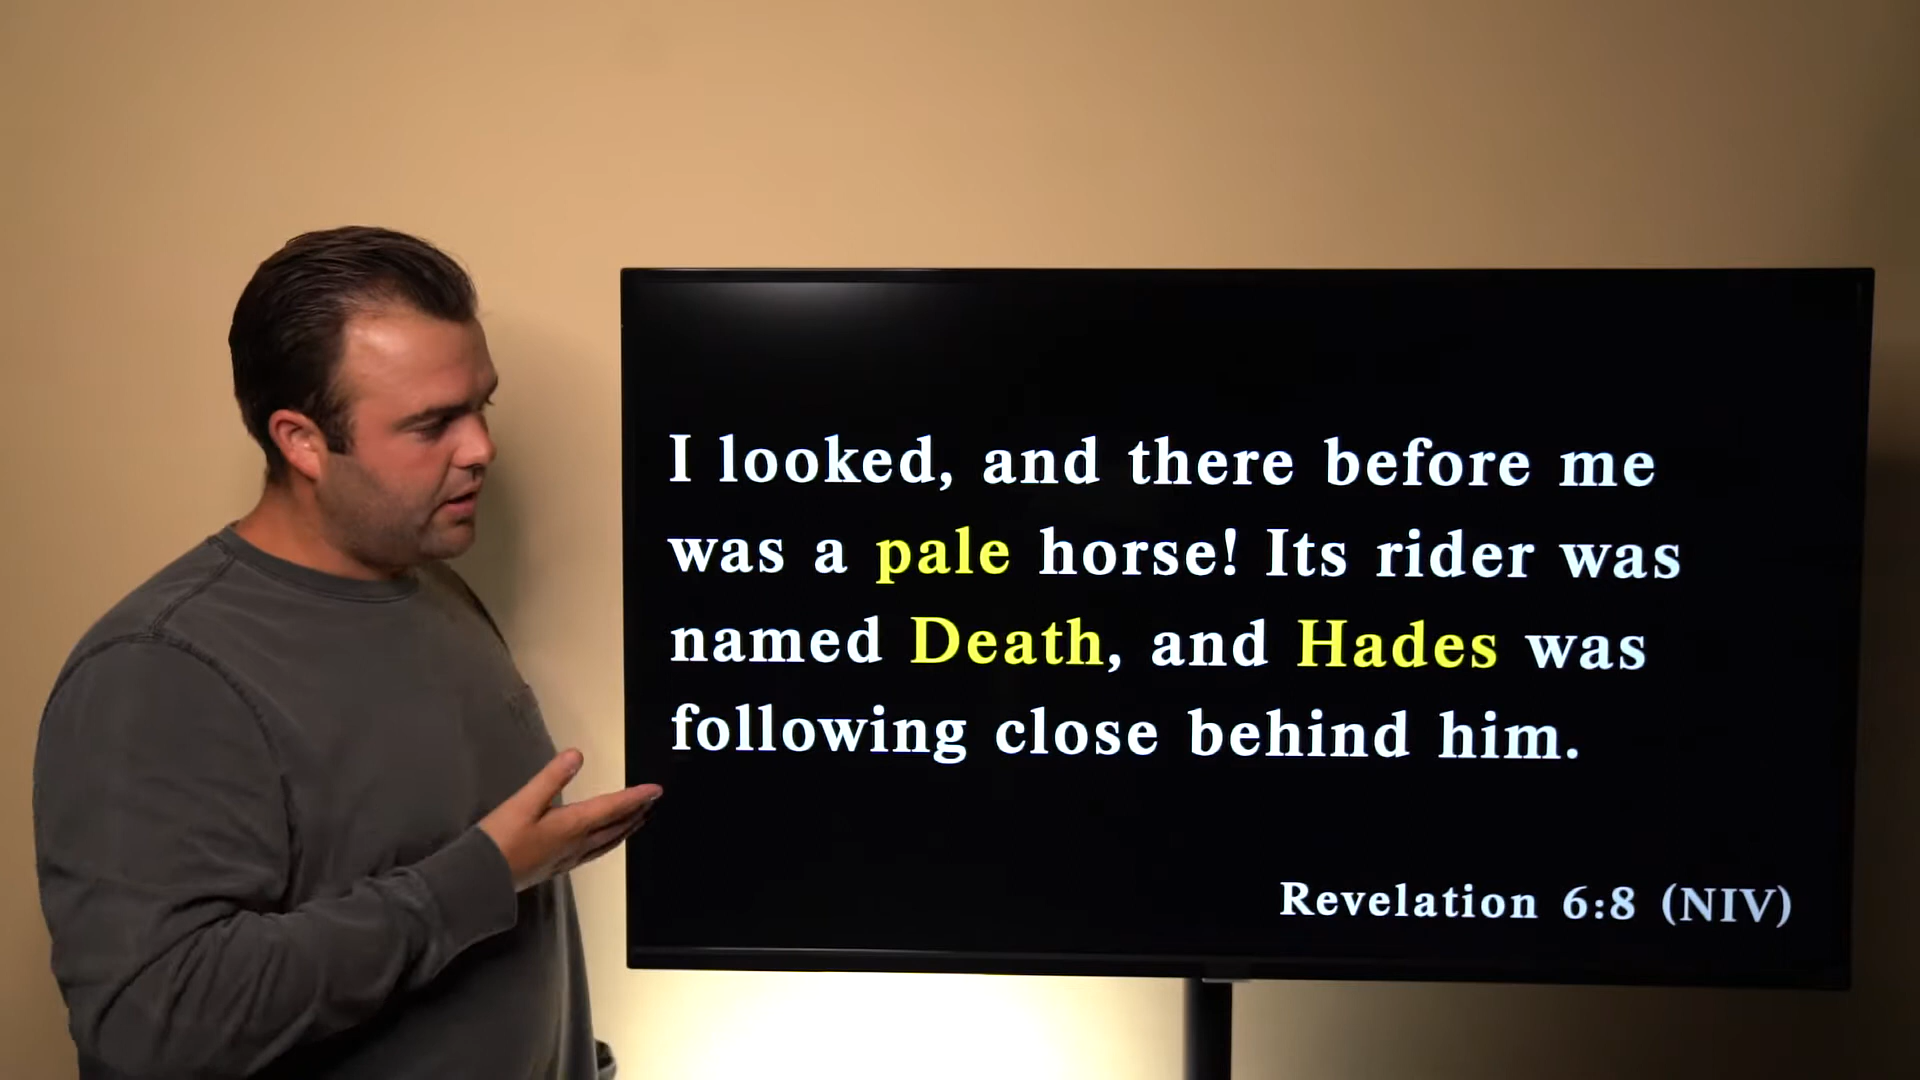 I looked, and there before me
was a pale horse! Its rider was
named Death, and Hades was
following close behind him.
Revelation 6:8 (NIV)